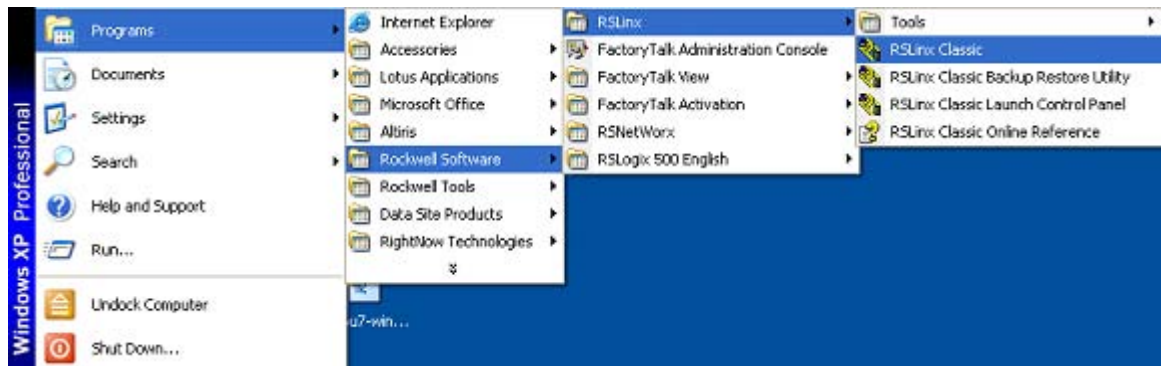 Windows XP Professional
Programs
Documents
Settings
Search
Help and Support
Run...
Undock Computer
Shut Down...
Internet Explorer
Accessories
Lotus Applications
Microsoft Office
Altiris
Rockwell Software
Rockwell Tools
Data Site Products
RightNow Technologies
RSLinx
FactoryTalk Administration Console
FactoryTalk View
FactoryTalk Activation
RSNetWorx
RSLogix 500 English
Tools
RSLinx Classic
RSLinx Classic Backup Restore Utility
RSLinx Classic Launch Control Panel
RSLinx Classic Online Reference
u7-win...